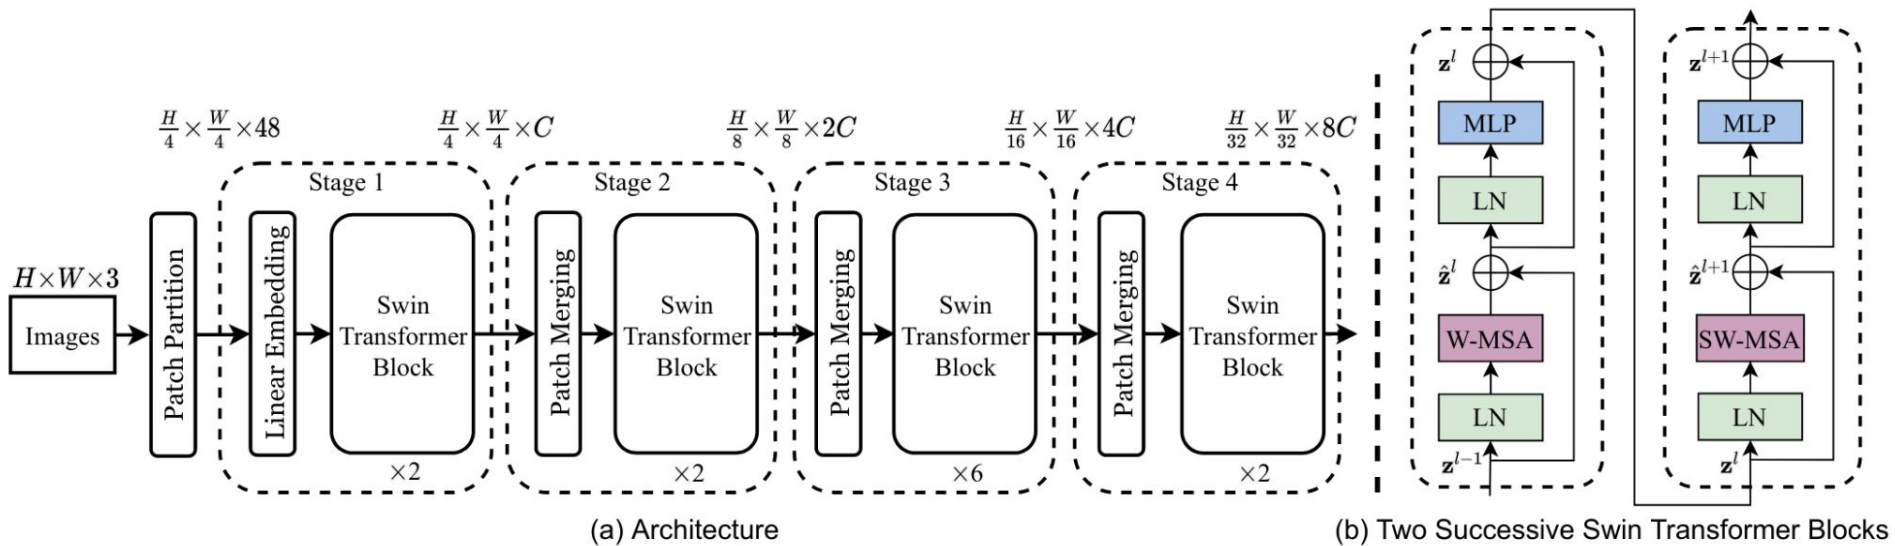 H×W×3
Images
Patch Partition
H/4 × W/4 × 48
Stage 1
Linear Embedding
Swin
Transformer
Block
×2
H/4 × W/4 × C
Stage 2
Patch Merging
Swin
Transformer
Block
×2
H/8 × W/8 × 2C
Stage 3
Patch Merging
Swin
Transformer
Block
×6
H/16 × W/16 × 4C
Stage 4
Patch Merging
Swin
Transformer
Block
×2
H/32 × W/32 × 8C
(a) Architecture
z^l
MLP
LN
ẑ^l
W-MSA
LN
z^{l−1}
z^{l+1}
MLP
LN
ẑ^{l+1}
SW-MSA
LN
z^l
(b) Two Successive Swin Transformer Blocks